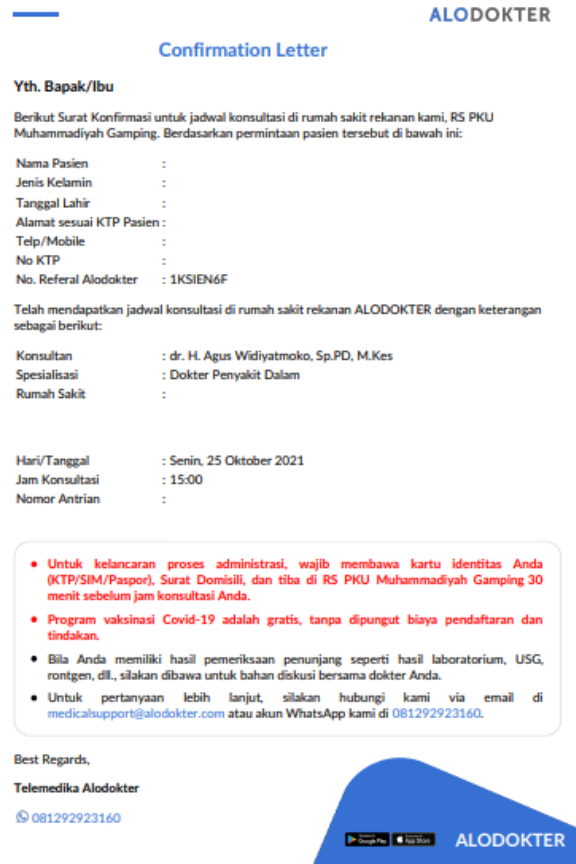 ALODOKTER
Confirmation Letter
Yth. Bapak/Ibu
Berikut Surat Konfirmasi untuk jadwal konsultasi di rumah sakit rekanan kami, RS PKU
Muhammadiyah Gamping. Berdasarkan permintaan pasien tersebut di bawah ini:
Nama Pasien :
Jenis Kelamin :
Tanggal Lahir :
Alamat sesuai KTP Pasien :
Telp/Mobile :
No KTP :
No. Referal Alodokter : 1KSIEN6F
Telah mendapatkan jadwal konsultasi di rumah sakit rekanan ALODOKTER dengan keterangan
sebagai berikut:
Konsultan : dr. H. Agus Widiyatmoko, Sp.PD, M.Kes
Spesialisasi : Dokter Penyakit Dalam
Rumah Sakit :
Hari/Tanggal : Senin, 25 Oktober 2021
Jam Konsultasi : 15:00
Nomor Antrian :
• Untuk kelancaran proses administrasi, wajib membawa kartu identitas Anda
(KTP/SIM/Paspor), Surat Domisili, dan tiba di RS PKU Muhammadiyah Gamping 30
menit sebelum jam konsultasi Anda.
• Program vaksinasi Covid-19 adalah gratis, tanpa dipungut biaya pendaftaran dan
tindakan.
• Bila Anda memiliki hasil pemeriksaan penunjang seperti hasil laboratorium, USG,
rontgen, dll., silakan dibawa untuk bahan diskusi bersama dokter Anda.
• Untuk pertanyaan lebih lanjut, silakan hubungi kami via email di
medicalsupport@alodokter.com atau akun WhatsApp kami di 081292923160.
Best Regards,
Telemedika Alodokter
081292923160
Google Play App Store
ALODOKTER